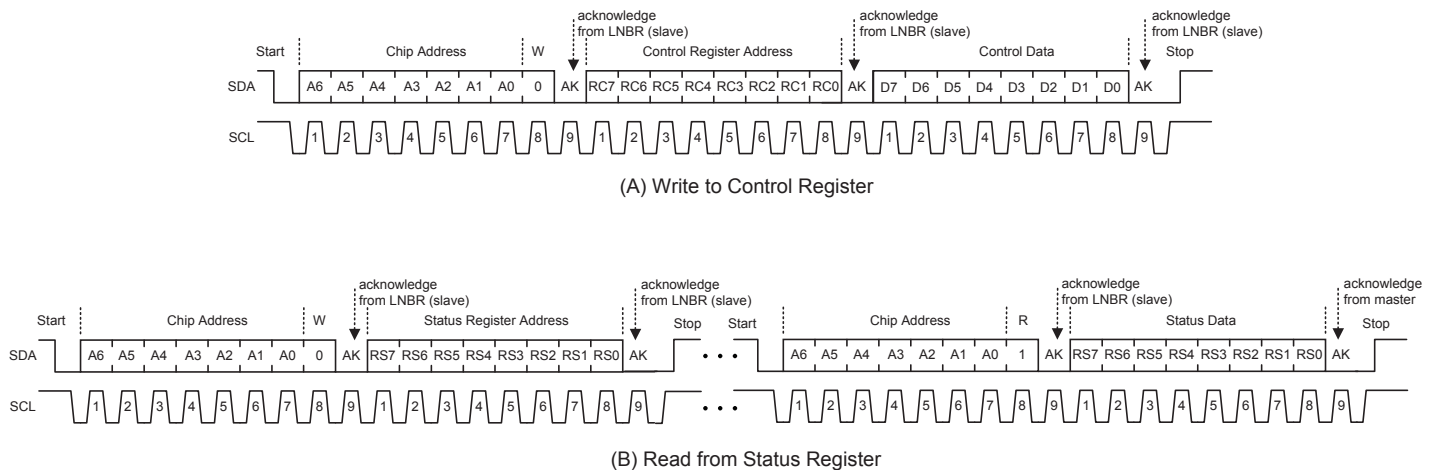 acknowledge acknowledge acknowledge
from LNBR (slave) from LNBR (slave) from LNBR (slave)
Start Chip Address W Control Register Address Control Data Stop
SDA A6 A5 A4 A3 A2 A1 A0 0 AK RC7 RC6 RC5 RC4 RC3 RC2 RC1 RC0 AK D7 D6 D5 D4 D3 D2 D1 D0 AK
SCL 1 2 3 4 5 6 7 8 9 1 2 3 4 5 6 7 8 9 1 2 3 4 5 6 7 8 9
(A) Write to Control Register
acknowledge acknowledge acknowledge acknowledge
from LNBR (slave) from LNBR (slave) from LNBR (slave) from master
Start Chip Address W Status Register Address Stop Start Chip Address R Status Data Stop
SDA A6 A5 A4 A3 A2 A1 A0 0 AK RS7 RS6 RS5 RS4 RS3 RS2 RS1 RS0 AK • • • A6 A5 A4 A3 A2 A1 A0 1 AK RS7 RS6 RS5 RS4 RS3 RS2 RS1 RS0 AK
SCL 1 2 3 4 5 6 7 8 9 1 2 3 4 5 6 7 8 9 • • • 1 2 3 4 5 6 7 8 9 1 2 3 4 5 6 7 8 9
(B) Read from Status Register